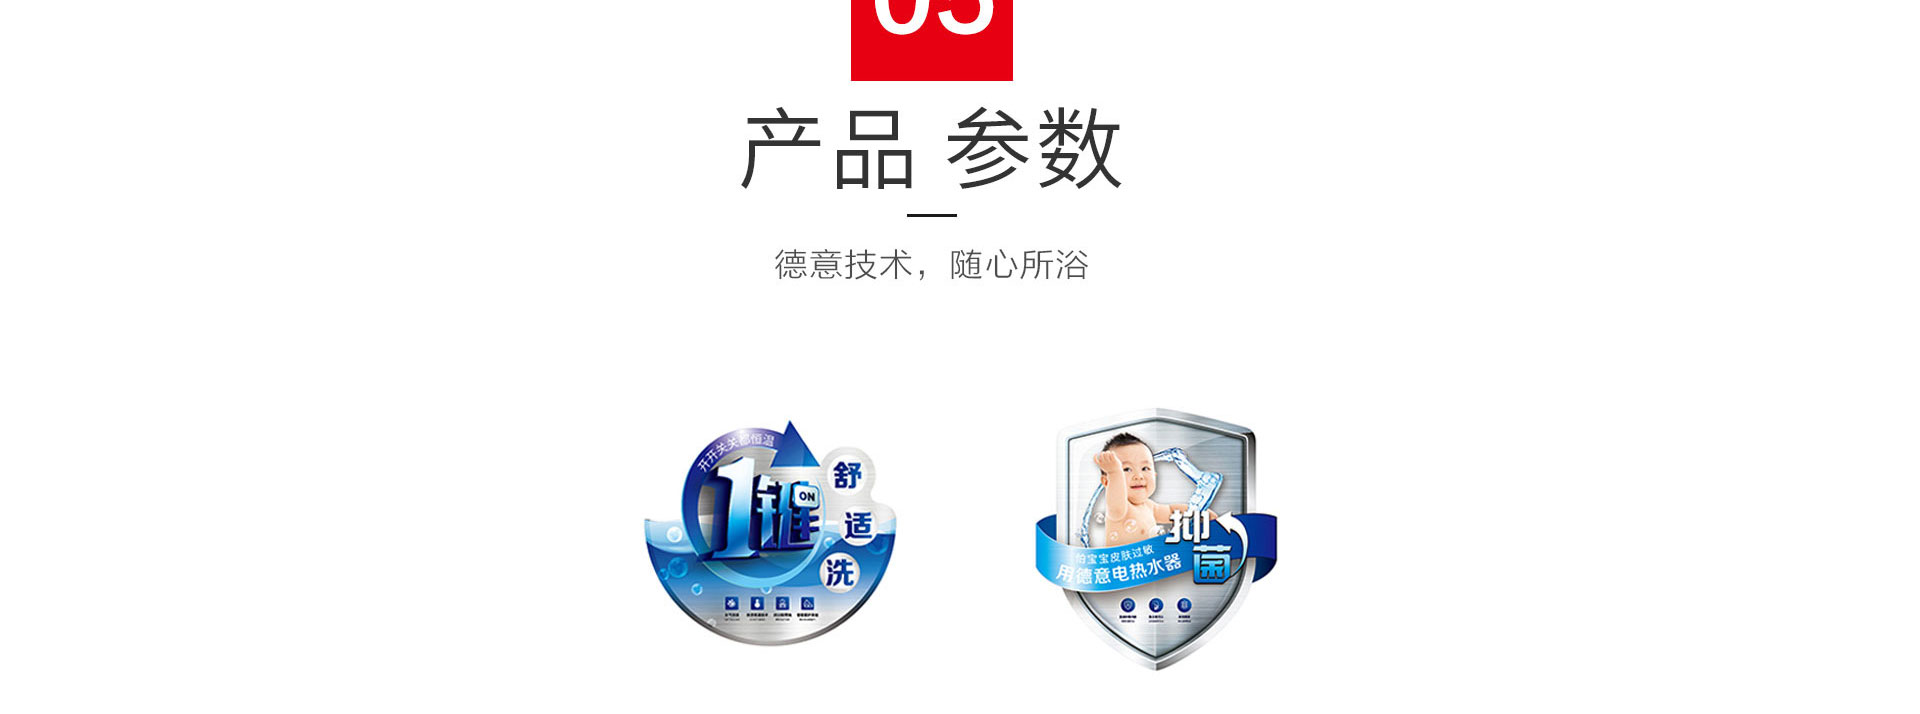 05
产品 参数
德意技术，随心所浴
开开关关都恒温
1键
ON
舒
适
洗
怕宝宝皮肤过敏
用德意电热水器
抑
菌